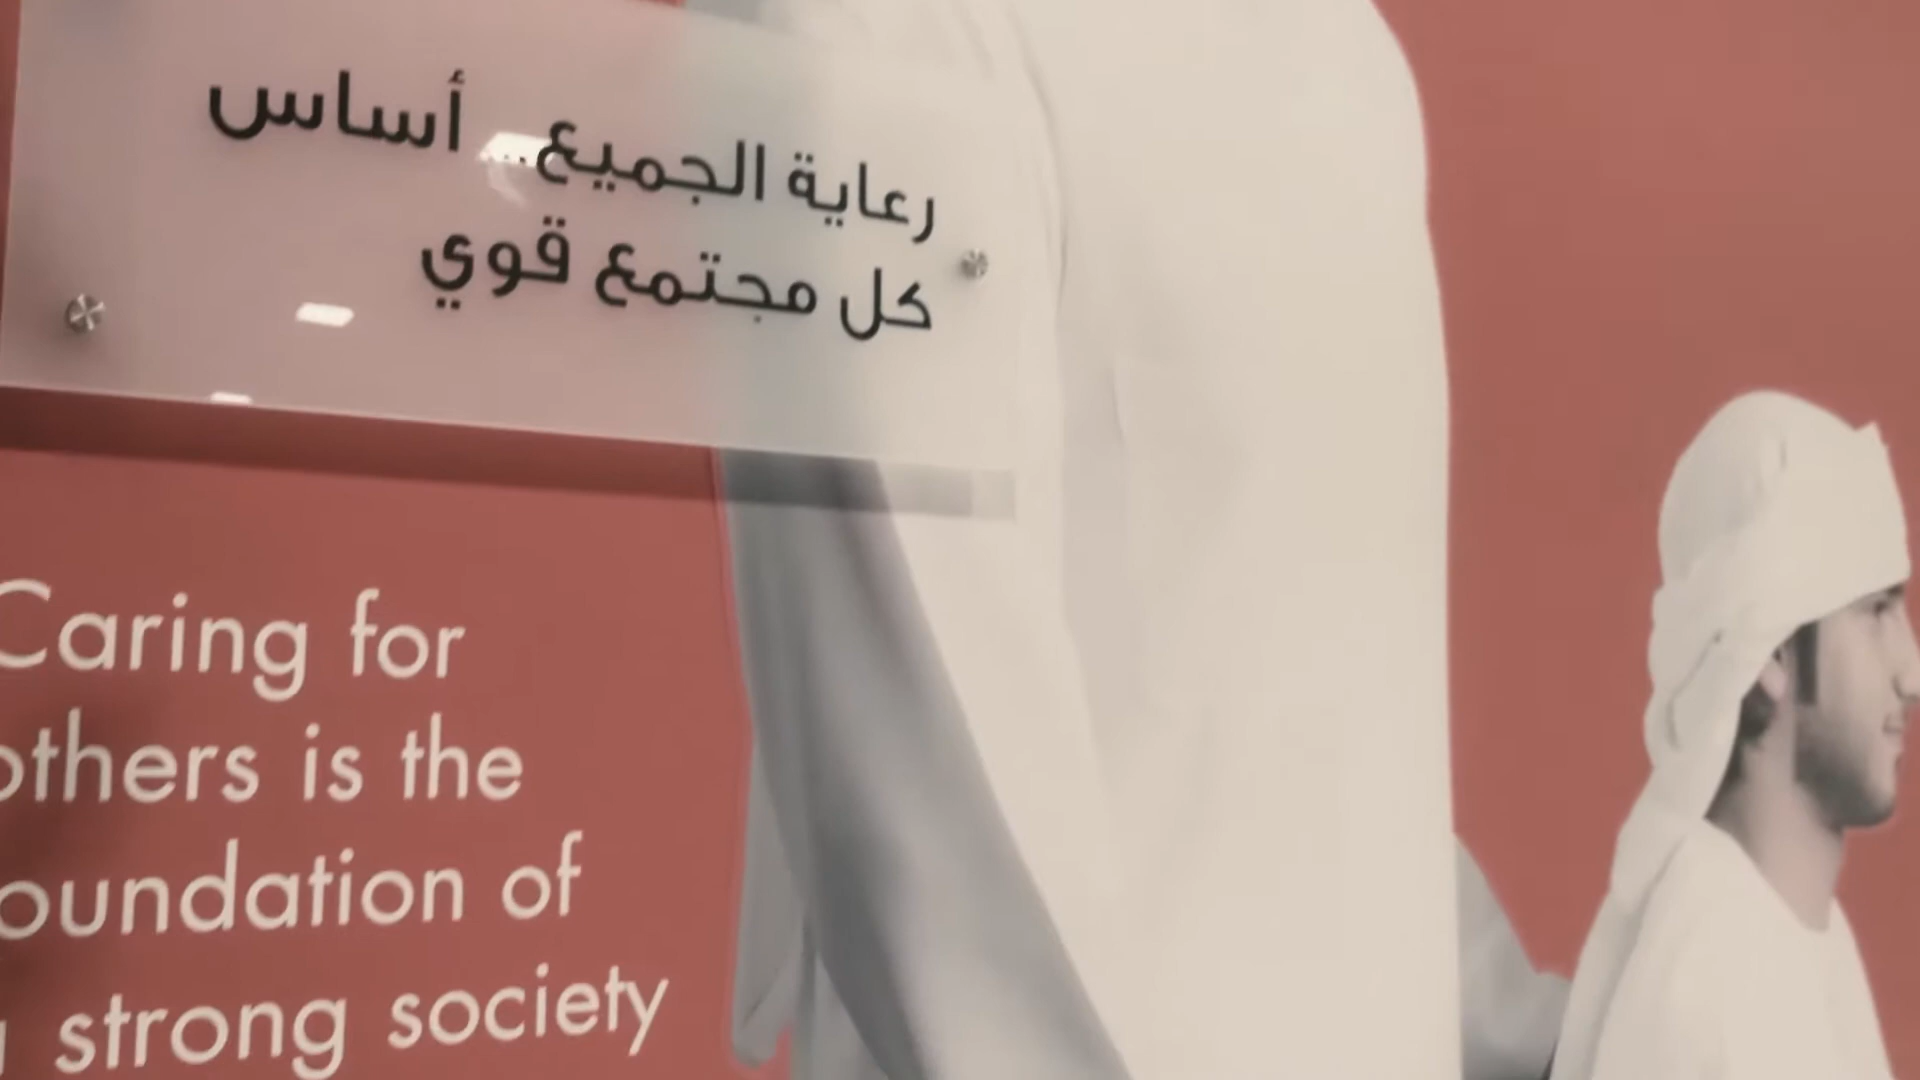 رعاية الجميع... أساس
كل مجتمع قوي
Caring for
others is the
oundation of
a strong society